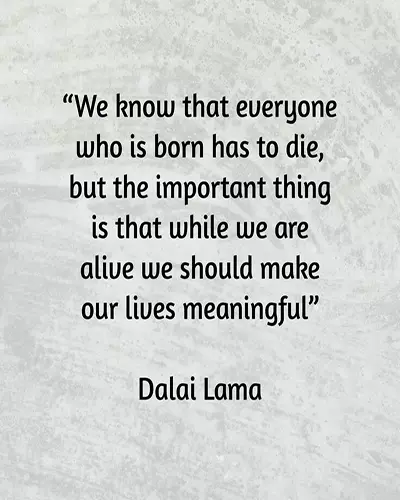 “We know that everyone
who is born has to die,
but the important thing
is that while we are
alive we should make
our lives meaningful”
Dalai Lama